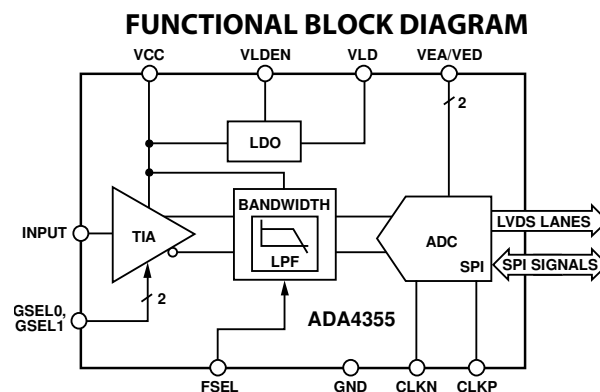 FUNCTIONAL BLOCK DIAGRAM
VCC VLDEN VLD VEA/VED
2
LDO
BANDWIDTH
INPUT TIA LPF ADC LVDS LANES
SPI SPI SIGNALS
GSEL0,
GSEL1
2
ADA4355
FSEL GND CLKN CLKP